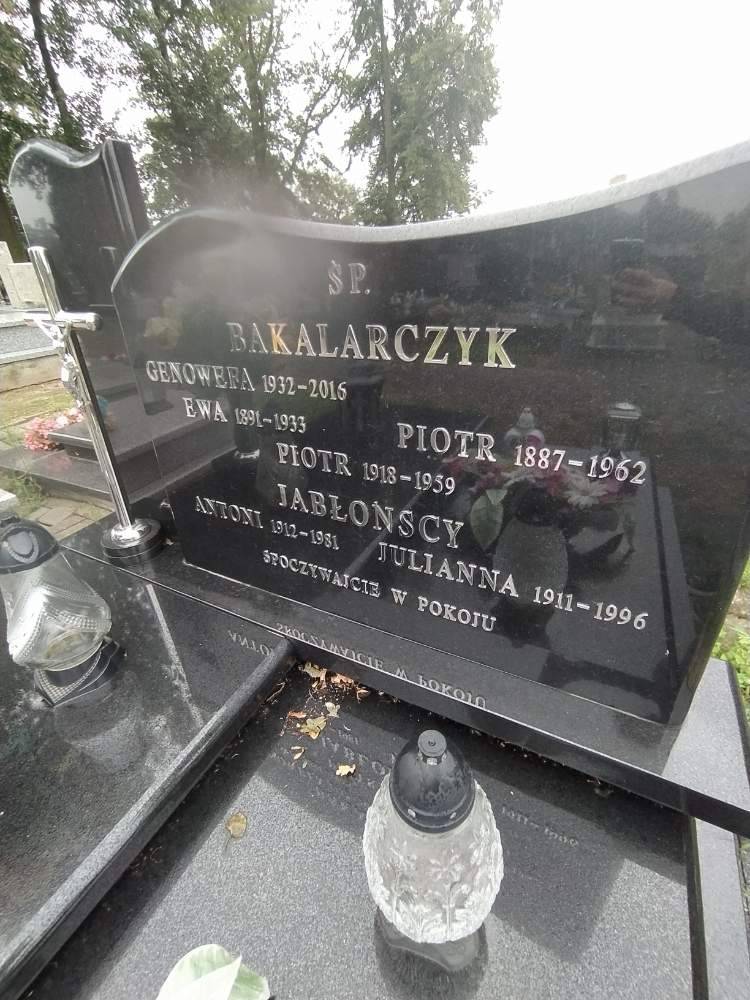 ŚP.
BAKALARCZYK
GENOWEFA 1932-2016
EWA 1891-1933 PIOTR 1887-1962
PIOTR 1918-1959
JABŁOŃSCY
ANTONI 1912-1981 JULIANNA 1911-1996
SPOCZYWAJCIE W POKOJU